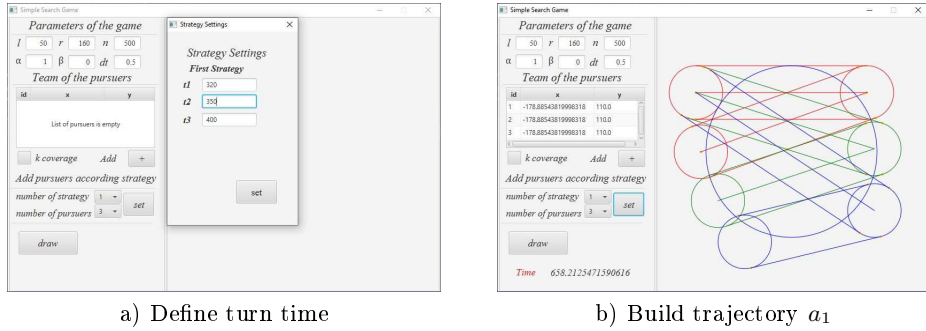 Simple Search Game
Parameters of the game
l 50 r 160 n 500
α 1 β 0 dt 0.5
Team of the pursuers
id x y
List of pursuers is empty
k coverage Add +
Add pursuers according strategy
number of strategy 1
number of pursuers 3
set
draw
Strategy Settings
Strategy Settings
First Strategy
t1 320
t2 350
t3 400
set
a) Define turn time
Simple Search Game
Parameters of the game
l 50 r 160 n 500
α 1 β 0 dt 0.5
Team of the pursuers
id x y
1 -178.88543819998318 110.0
2 -178.88543819998318 110.0
3 -178.88543819998318 110.0
k coverage Add +
Add pursuers according strategy
number of strategy 1
number of pursuers 3
set
draw
Time 658.2125471590616
b) Build trajectory a₁